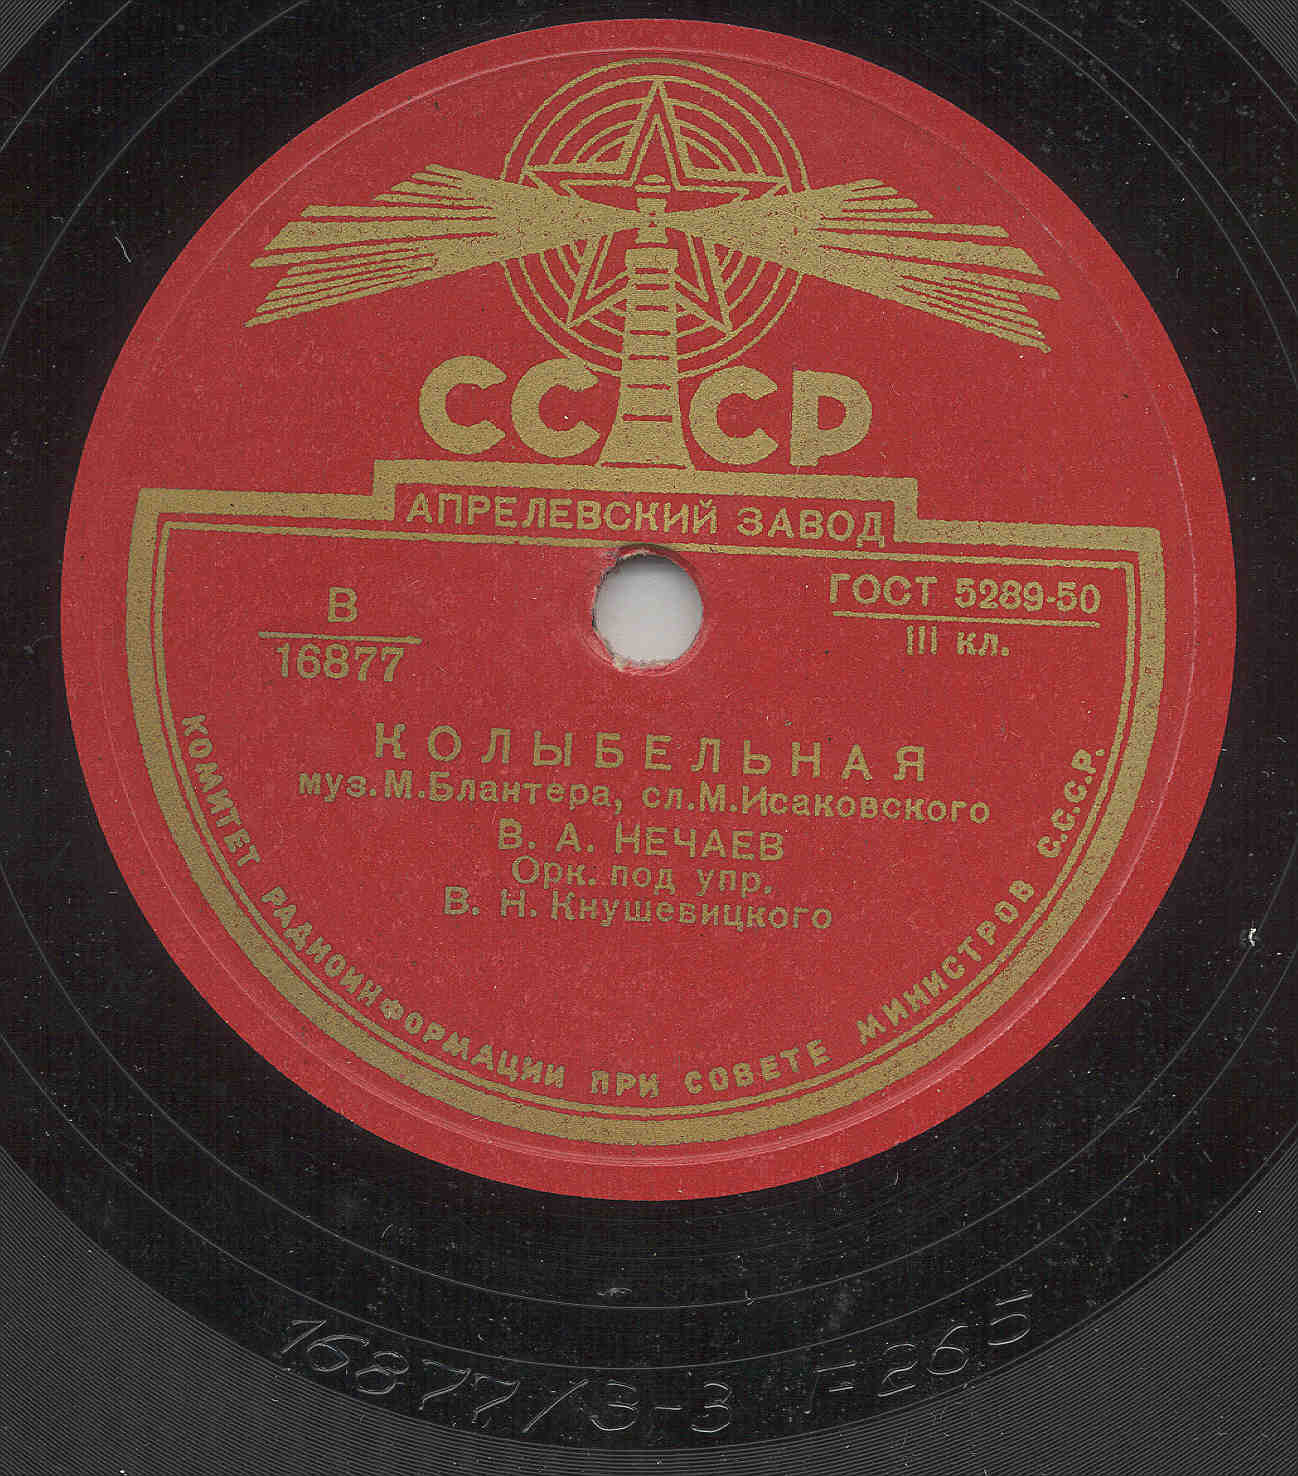 СССР
АПРЕЛЕВСКИЙ ЗАВОД
ГОСТ 5289-50
III кл.
В
16877
КОЛЫБЕЛЬНАЯ
муз.М.Блантера, сл.М.Исаковского
В. А. НЕЧАЕВ
Орк. под упр.
В. Н. Кнушевицкого
КОМИТЕТ РАДИОИНФОРМАЦИИ ПРИ СОВЕТЕ МИНИСТРОВ С.С.С.Р.
16877/3-3 F-265